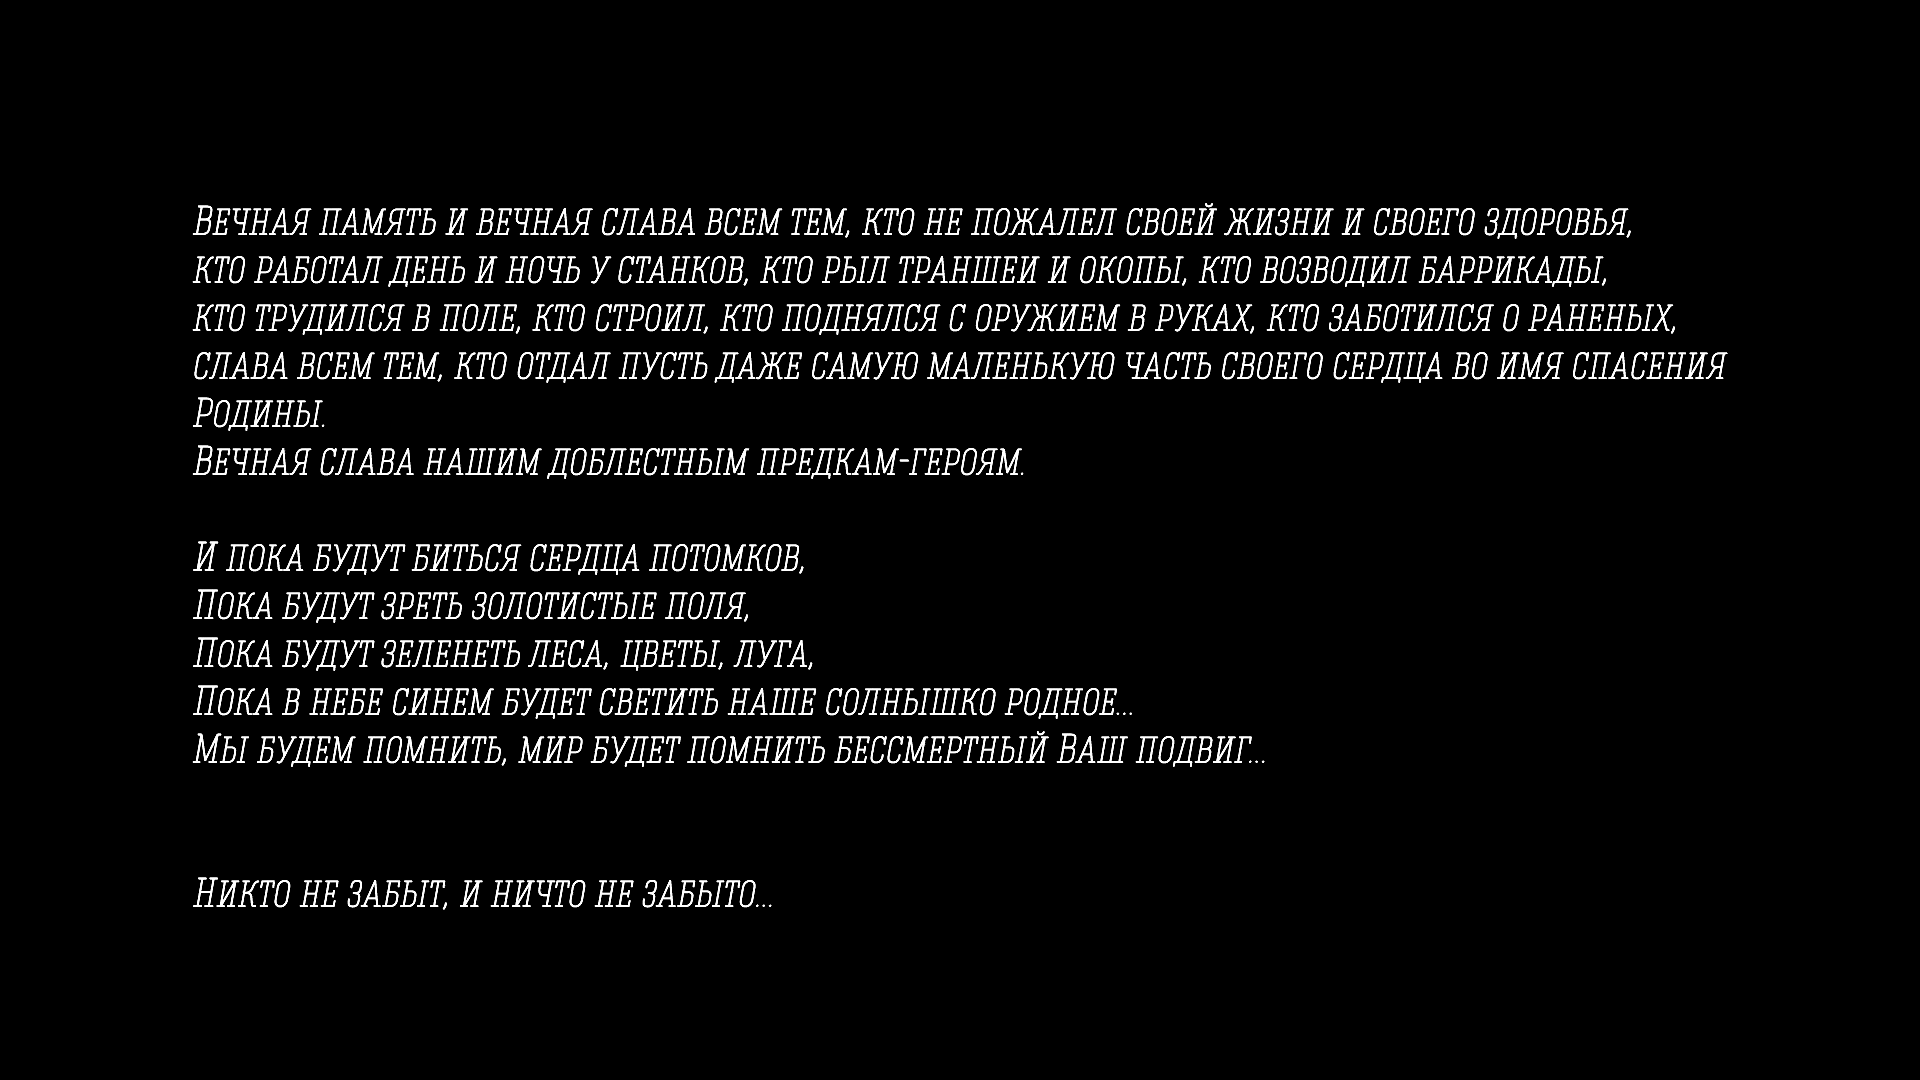 Вечная память и вечная слава всем тем, кто не пожалел своей жизни и своего здоровья,
кто работал день и ночь у станков, кто рыл траншеи и окопы, кто возводил баррикады,
кто трудился в поле, кто строил, кто поднялся с оружием в руках, кто заботился о раненых,
слава всем тем, кто отдал пусть даже самую маленькую часть своего сердца во имя спасения
Родины.
Вечная слава нашим доблестным предкам-героям.
И пока будут биться сердца потомков,
Пока будут зреть золотистые поля,
Пока будут зеленеть леса, цветы, луга,
Пока в небе синем будет светить наше солнышко родное...
Мы будем помнить, мир будет помнить бессмертный Ваш подвиг...
Никто не забыт, и ничто не забыто...